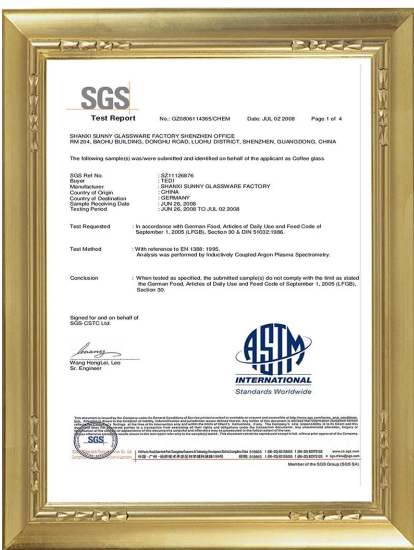 SGS
Test Report No.: GZ0806114365/CHEM Date: JUL 02 2008 Page 1 of 4
SHANXI SUNNY GLASSWARE FACTORY SHENZHEN OFFICE
RM 204, BAOHU BUILDING, DONGHU ROAD, LUOHU DISTRICT, SHENZHEN, GUANGDONG, CHINA
The following sample(s) was/were submitted and identified on behalf of the applicant as Coffee glass
SGS Ref No. : SZ11126876
Buyer : TEDI
Manufacturer : SHANXI SUNNY GLASSWARE FACTORY
Country of Origin : CHINA
Country of Destination : GERMANY
Sample Receiving Date : JUN 26, 2008
Testing Period : JUN 26, 2008 TO JUL 02 2008
Test Requested : In accordance with German Food, Articles of Daily Use and Feed Code of
September 1, 2005 (LFGB), Section 30 & DIN 51032:1986.
Test Method : With reference to EN 1388: 1995.
Analysis was performed by Inductively Coupled Argon Plasma Spectrometry.
Conclusion : When tested as specified, the submitted sample(s) do not comply with the limit as stated
the German Food, Articles of Daily Use and Feed Code of September 1, 2005 (LFGB),
Section 30.
Signed for and on behalf of
SGS-CSTC Ltd.
Wang HongLei, Leo
Sr. Engineer
ASTM
INTERNATIONAL
Standards Worldwide
SGS
www.cn.sgs.com
Member of the SGS Group (SGS SA)